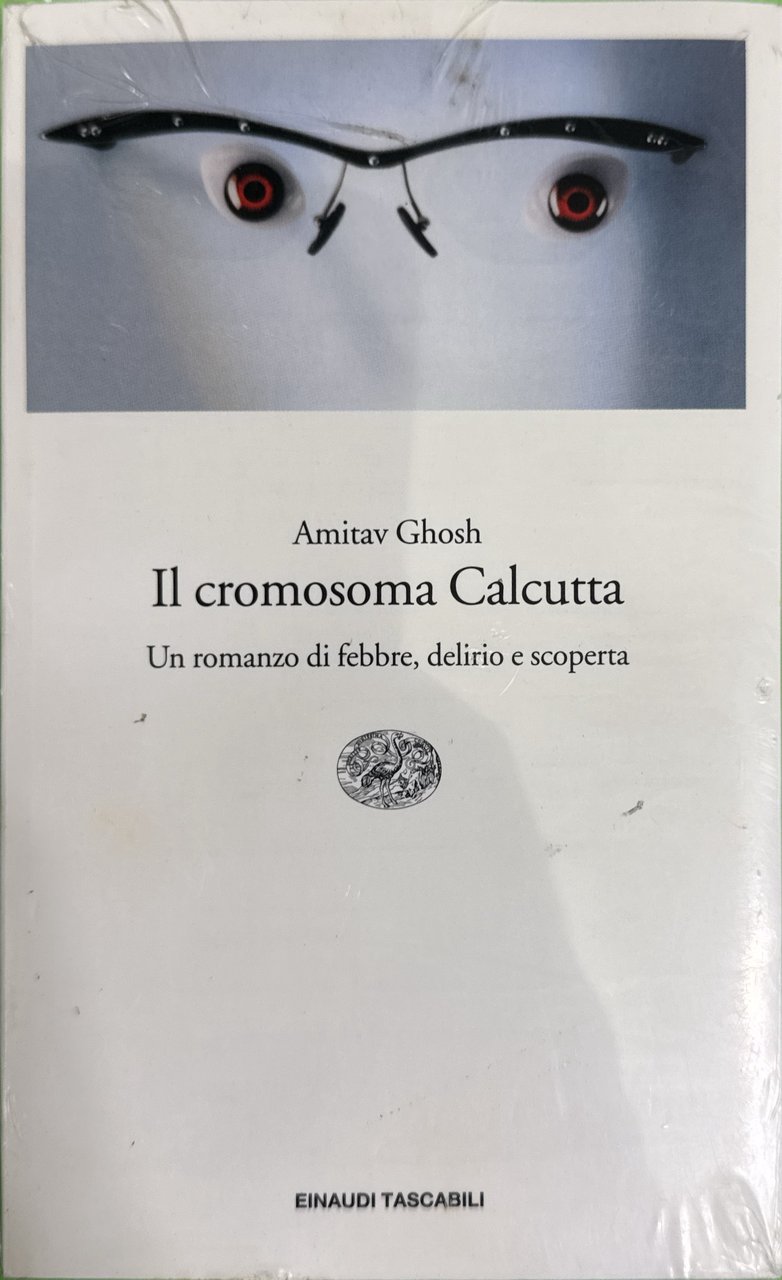 Amitav Ghosh
Il cromosoma Calcutta
Un romanzo di febbre, delirio e scoperta
EINAUDI TASCABILI